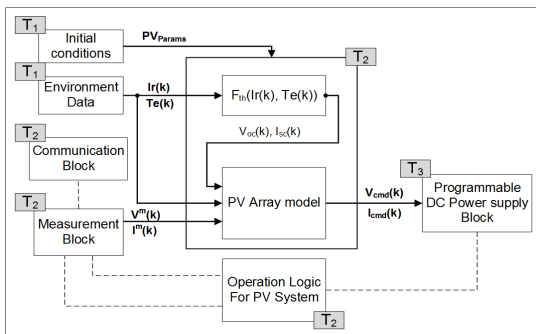 T1
Initial
conditions
PVParams
T1
Environment
Data
Ir(k)
Te(k)
T2
Fth(Ir(k), Te(k))
Voc(k), Isc(k)
T2
Communication
Block
T2
Measurement
Block
Vm(k)
Im(k)
PV Array model
Vcmd(k)
Icmd(k)
T3
Programmable
DC Power supply
Block
Operation Logic
For PV System
T2